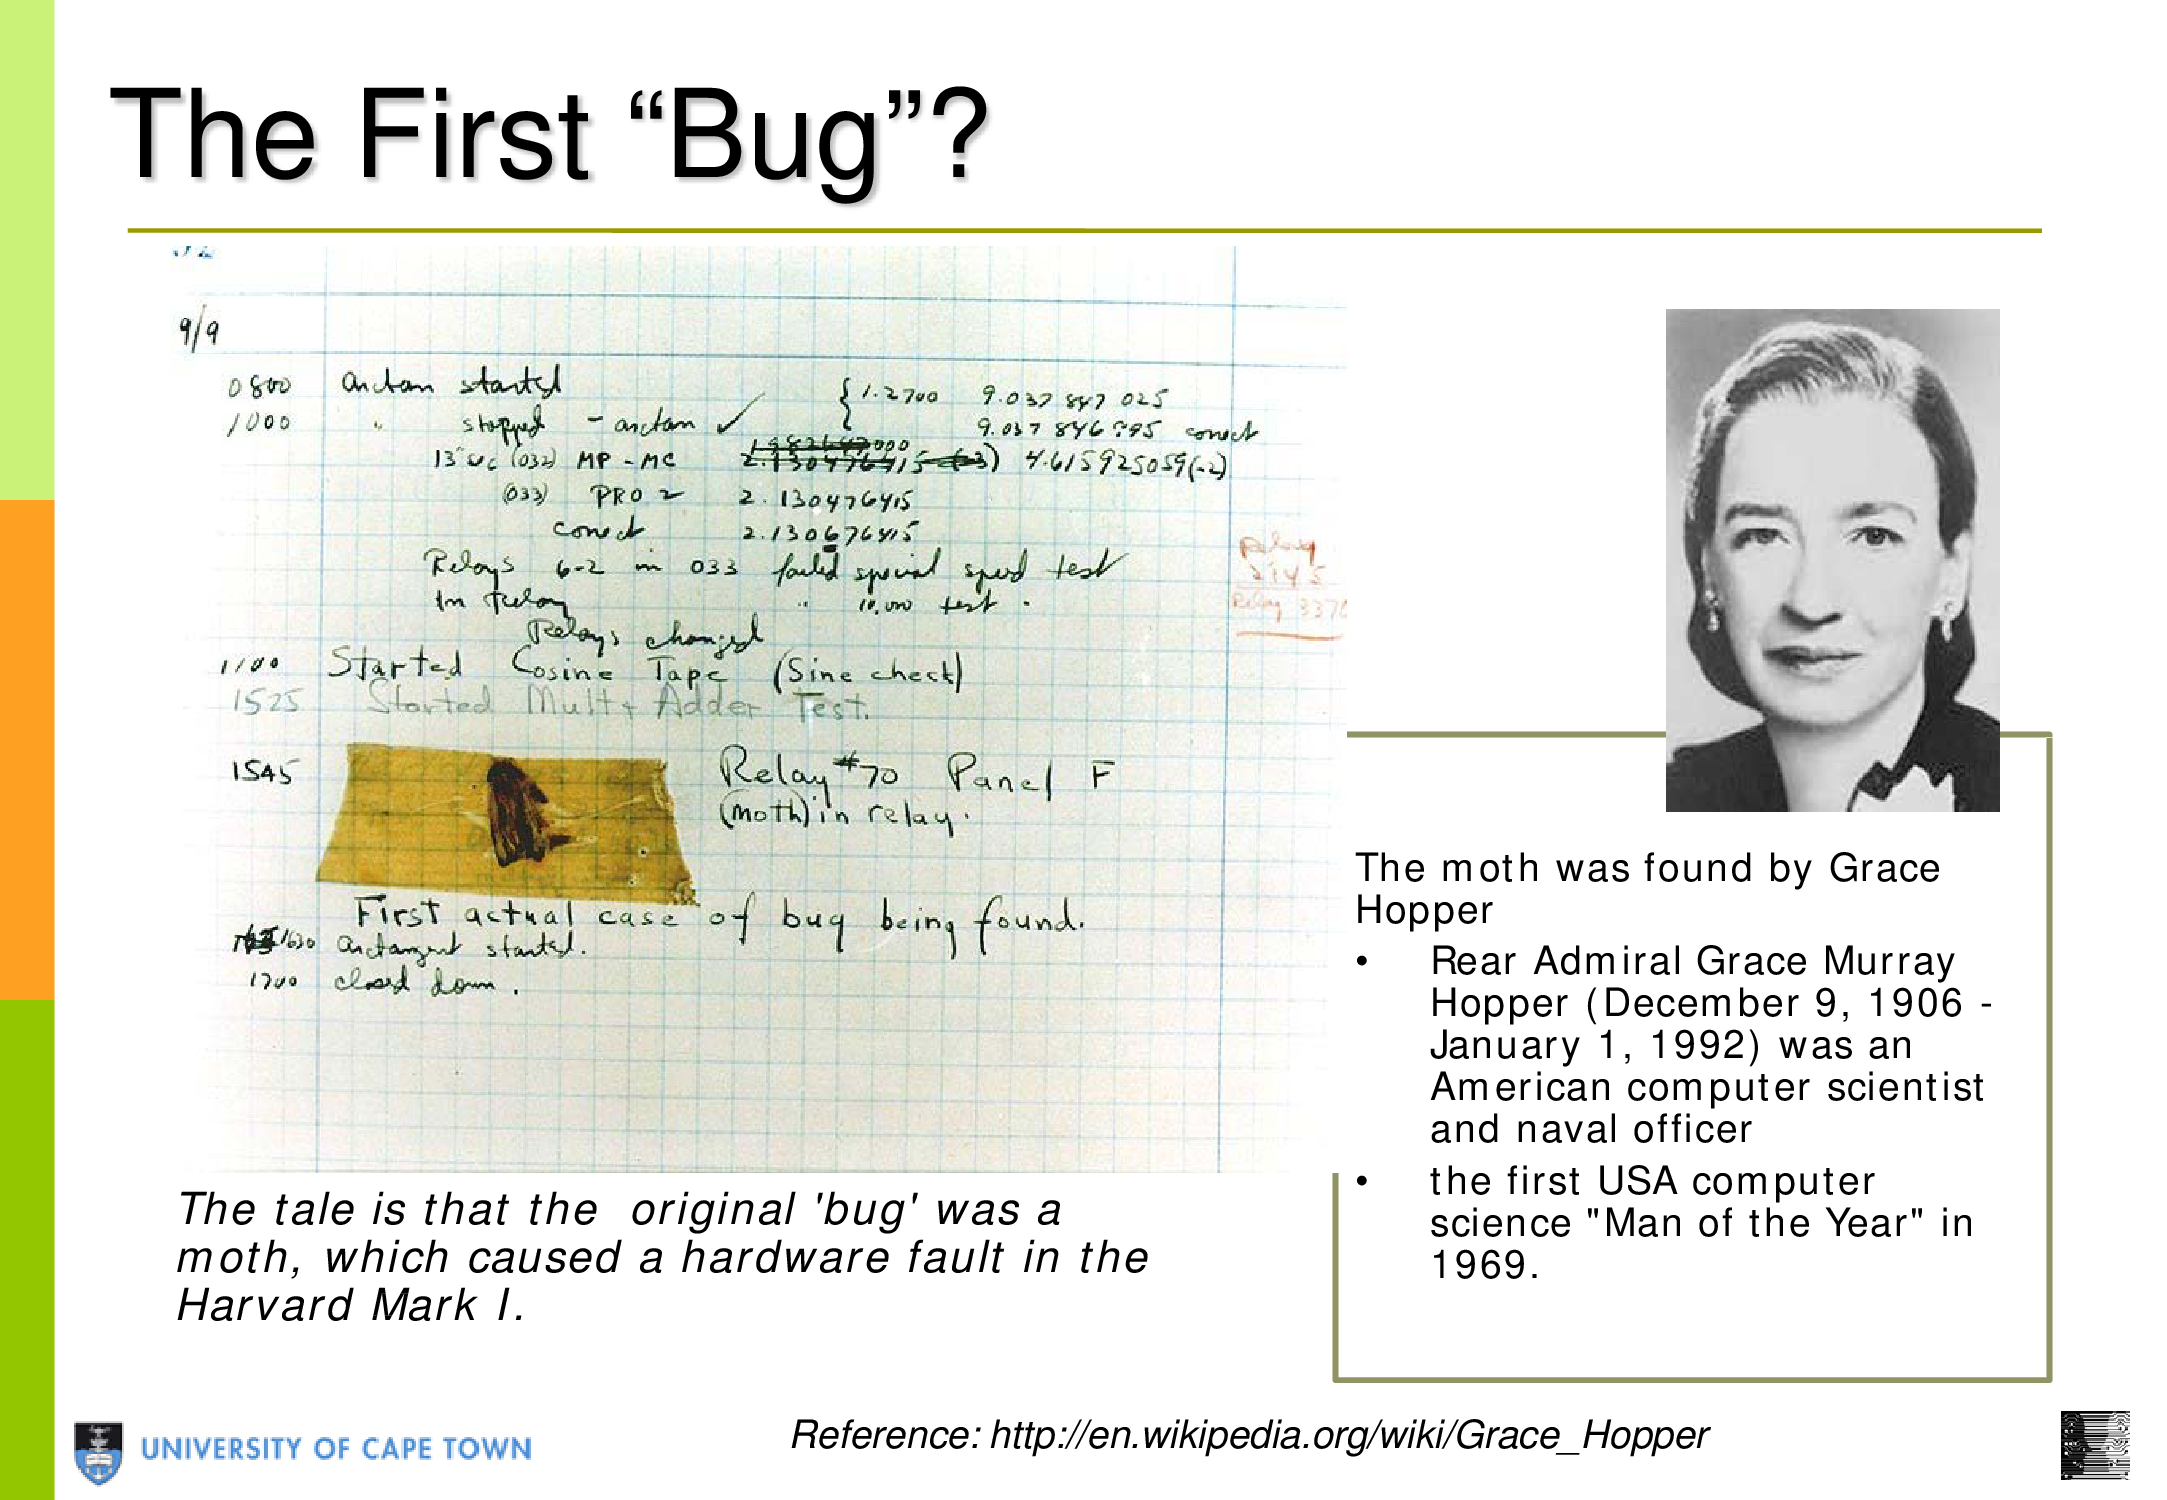 The First “Bug”?
9/9
0800 arctan started { 1.2700 9.037 847 025
1000 " stopped - arctan ✓ 9.037 846 995 correct
13"uc (032) MP - MC 4.615925059(-2)
(033) PRO 2 2.130476415
correct 2.130676415
Relays 6-2 in 033 failed special speed test
In relay " 10,000 test .
Relay
2145
Relay 3370
Relays changed
1100 Started Cosine Tape (Sine check)
1525 Started Mult + Adder Test.
1545 Relay #70 Panel F
(moth) in relay.
First actual case of bug being found.
1630 arctangent started.
1700 closed down .
The tale is that the original 'bug' was a
moth, which caused a hardware fault in the
Harvard Mark I.
The moth was found by Grace
Hopper
• Rear Admiral Grace Murray
Hopper (December 9, 1906 -
January 1, 1992) was an
American computer scientist
and naval officer
• the first USA computer
science "Man of the Year" in
1969.
UNIVERSITY OF CAPE TOWN
Reference: http://en.wikipedia.org/wiki/Grace_Hopper